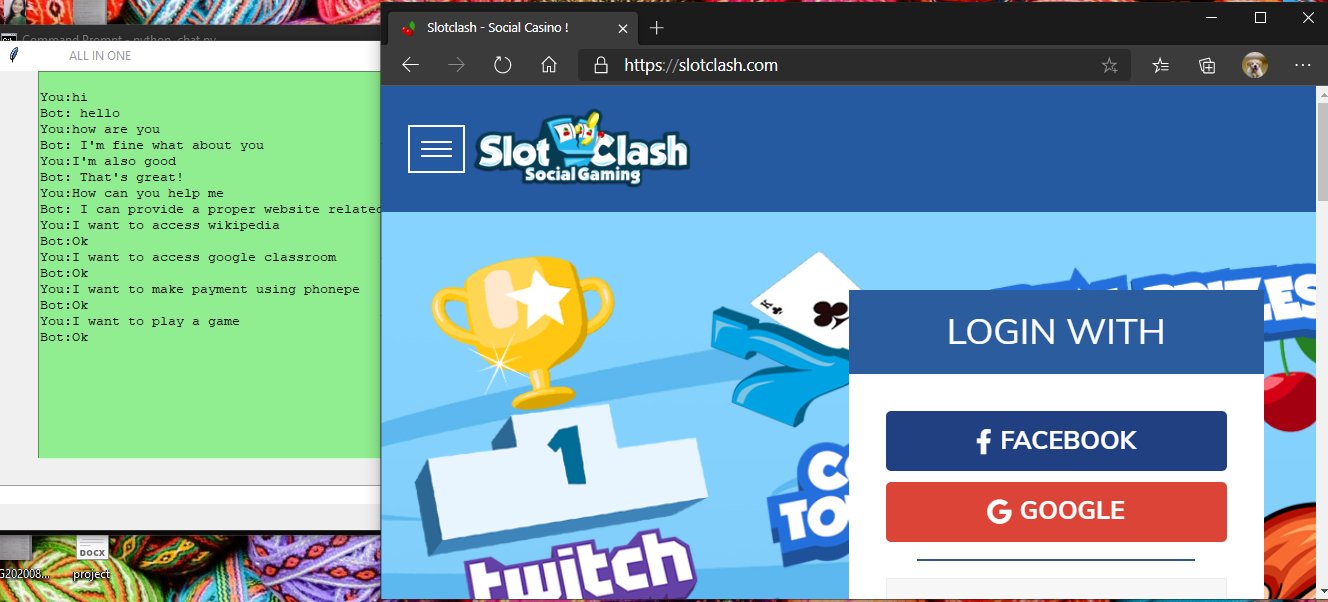 Command Prompt - python chat.py
ALL IN ONE
You:hi
Bot: hello
You:how are you
Bot: I'm fine what about you
You:I'm also good
Bot: That's great!
You:How can you help me
Bot: I can provide a proper website related
You:I want to access wikipedia
Bot:Ok
You:I want to access google classroom
Bot:Ok
You:I want to make payment using phonepe
Bot:Ok
You:I want to play a game
Bot:Ok
DOCX
G202008...
project
Slotclash - Social Casino !
https://slotclash.com
Slot Clash
Social Gaming
K
1
twitch
LOGIN WITH
FACEBOOK
G GOOGLE